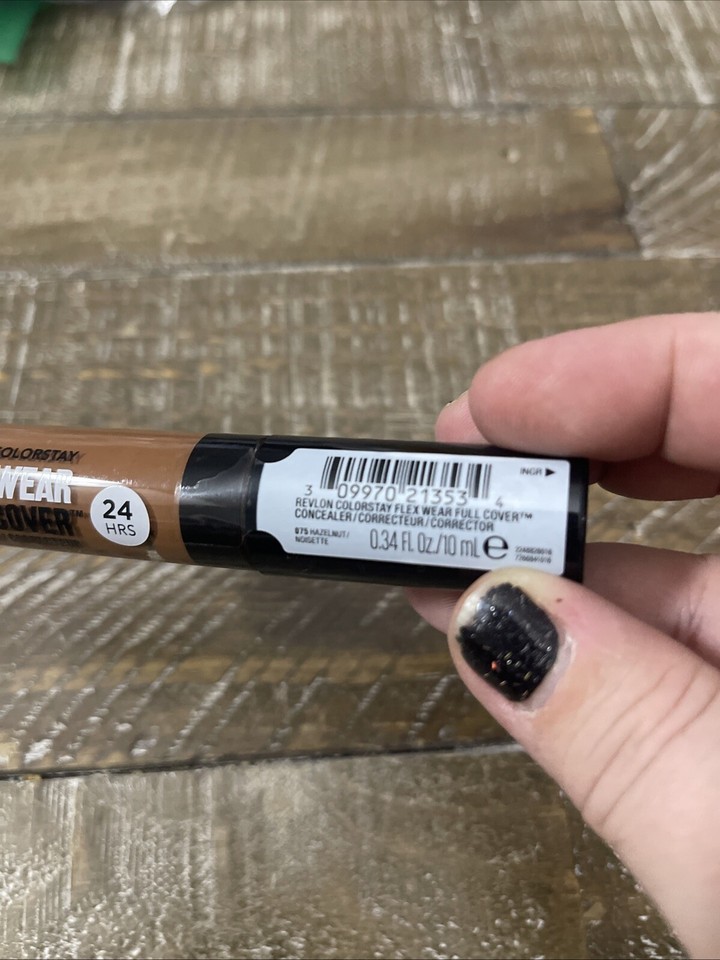 COLORSTAY
WEAR
COVER™
24
HRS
INGR ▶
3 09970 21353 4
REVLON COLORSTAY FLEX WEAR FULL COVER™
CONCEALER/CORRECTEUR/CORRECTOR
075 HAZELNUT/
NOISETTE
0.34 FL. Oz./10 mL e